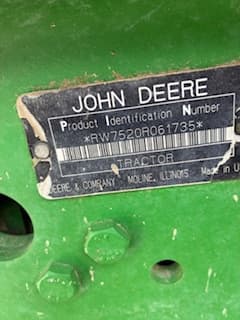 JOHN DEERE
Product Identification Number
*RW7520R061735*
TRACTOR
DEERE & COMPANY MOLINE, ILLINOIS Made in U